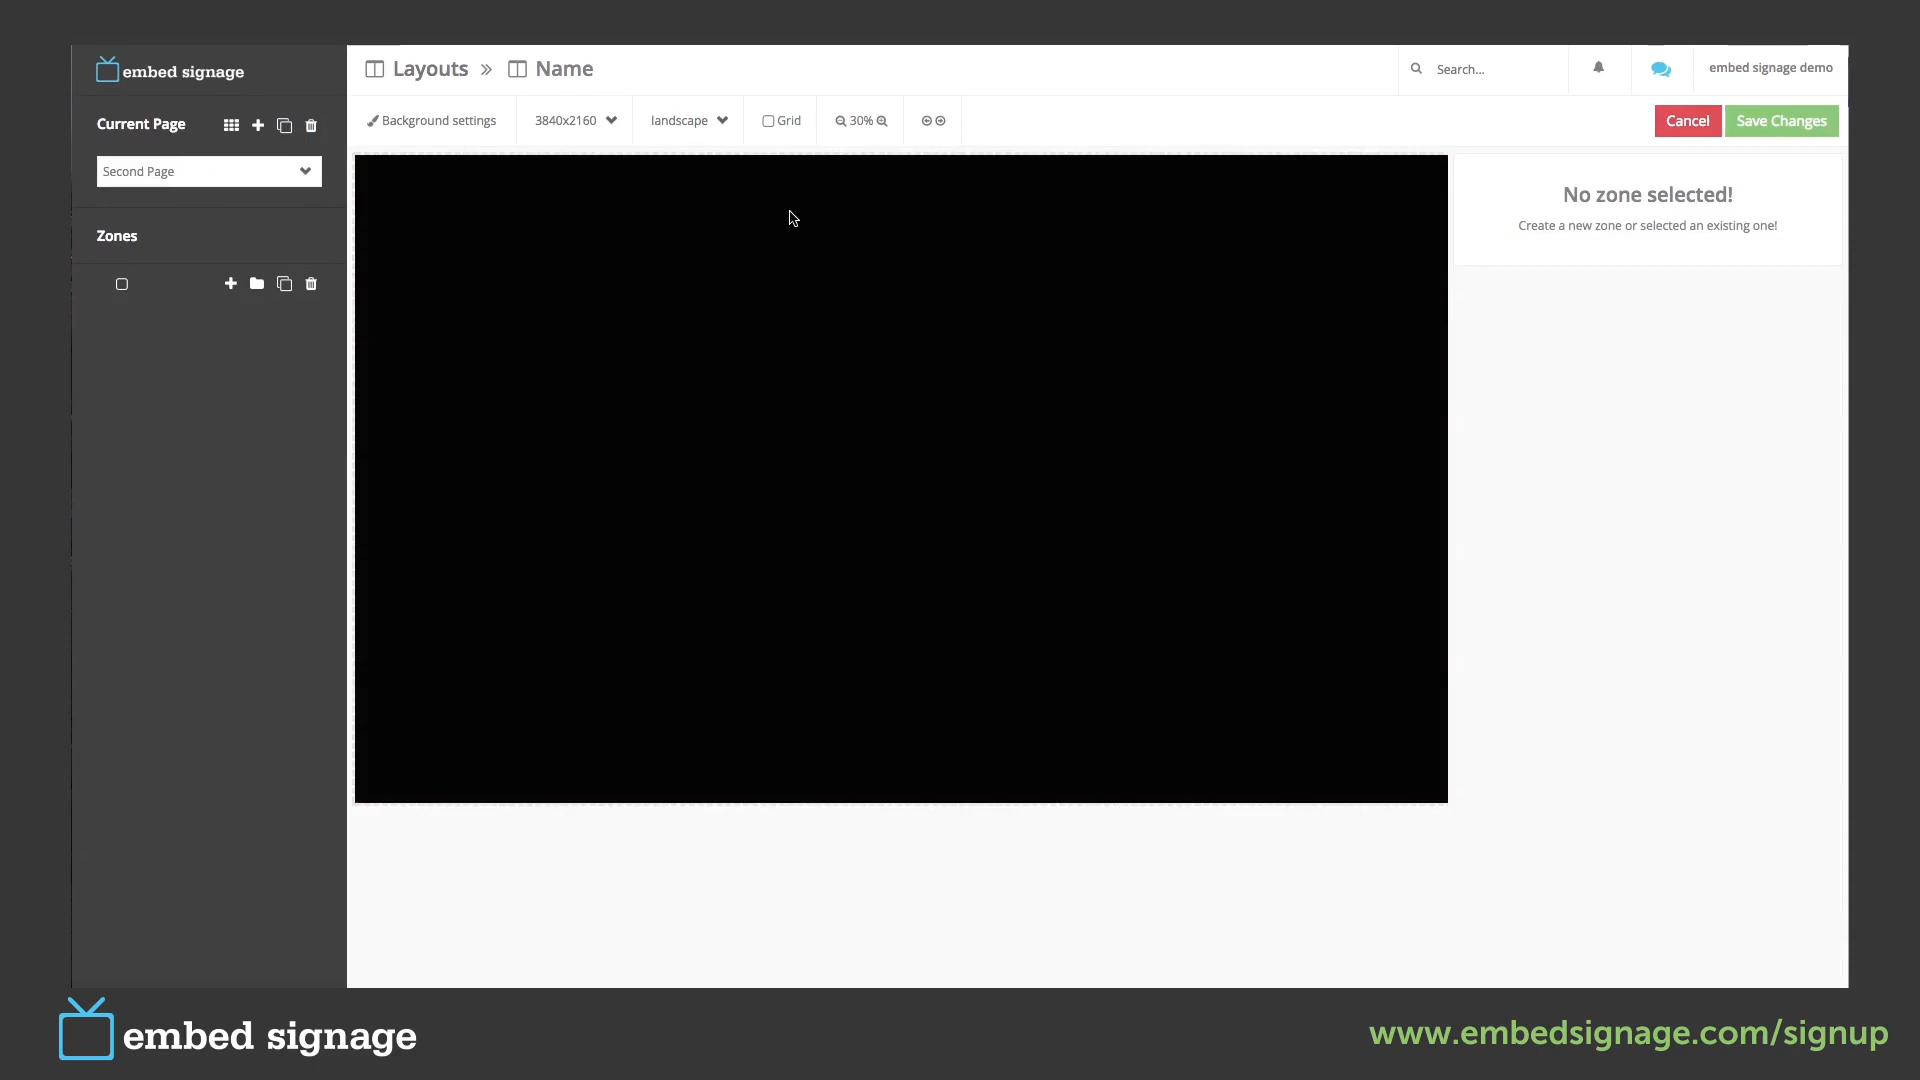 embed signage
Layouts » Name
Search...
embed signage demo
Current Page
Background settings
3840x2160
landscape
Grid
30%
Cancel
Save Changes
Second Page
No zone selected!
Create a new zone or selected an existing one!
Zones
embed signage
www.embedsignage.com/signup